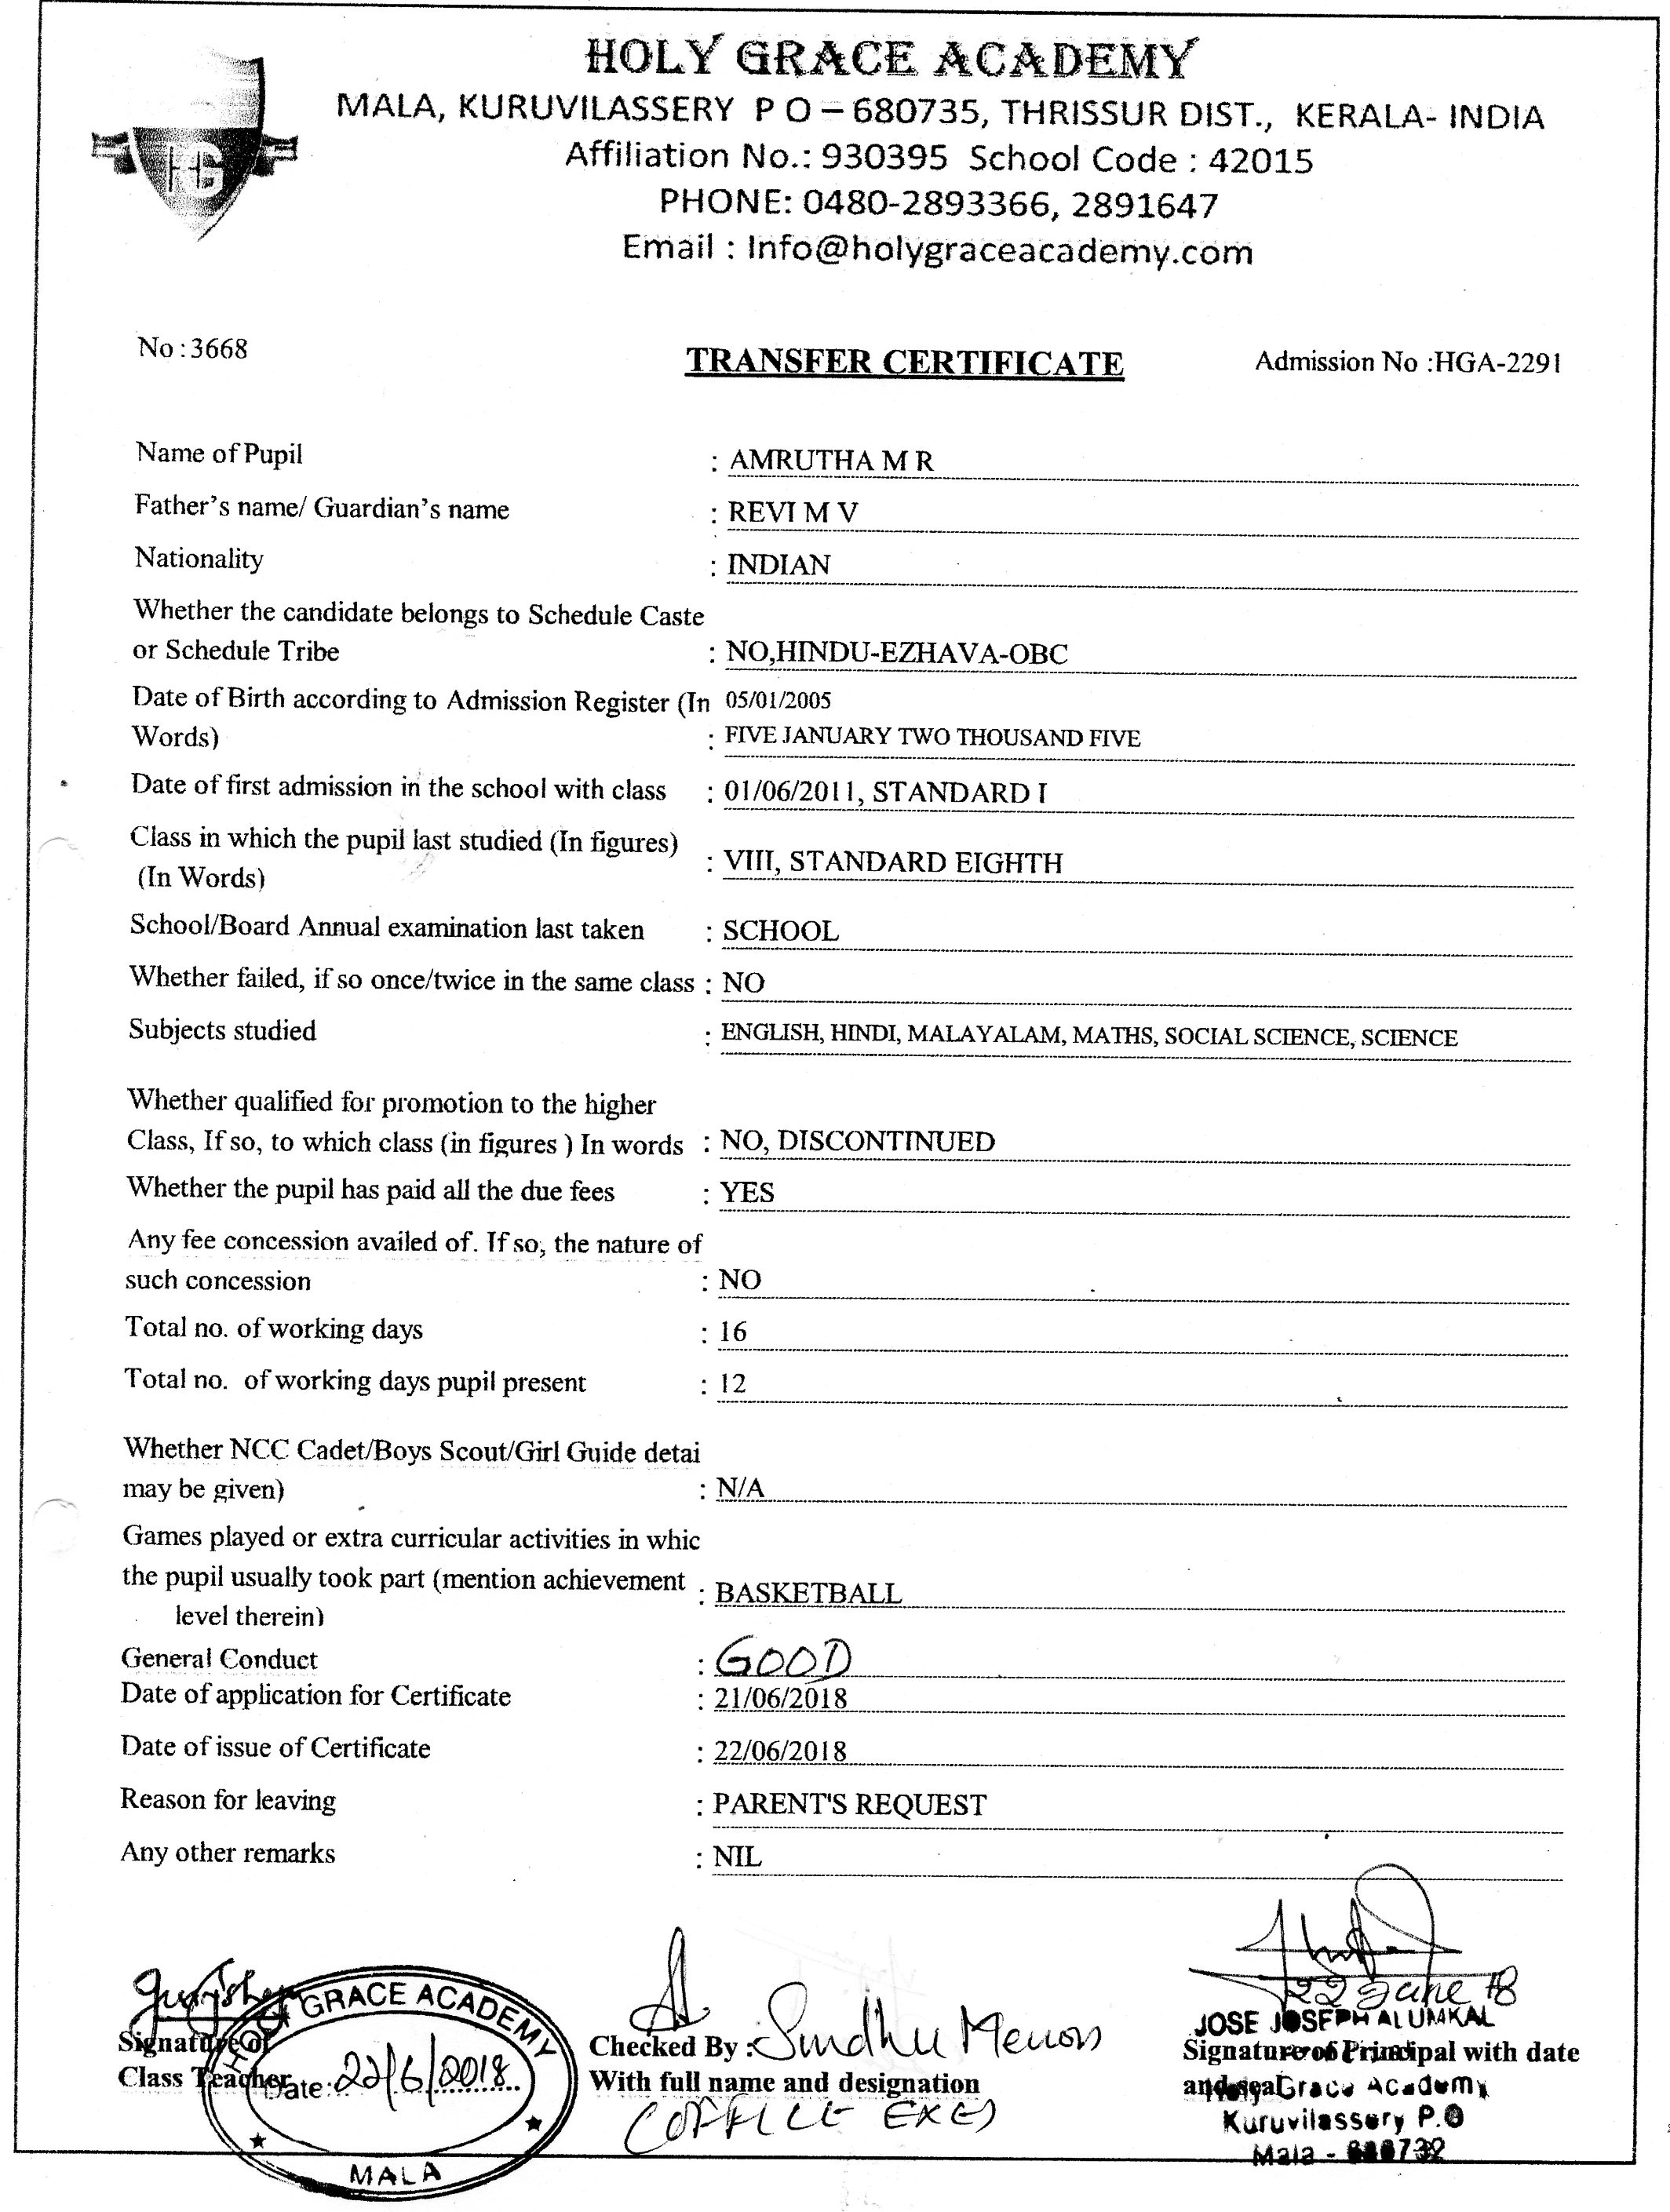 HG
HOLY GRACE ACADEMY
MALA, KURUVILASSERY P O – 680735, THRISSUR DIST., KERALA- INDIA
Affiliation No.: 930395 School Code : 42015
PHONE: 0480-2893366, 2891647
Email : Info@holygraceacademy.com
No : 3668
TRANSFER CERTIFICATE
Admission No :HGA-2291
Name of Pupil : AMRUTHA M R
Father's name/ Guardian's name : REVI M V
Nationality : INDIAN
Whether the candidate belongs to Schedule Caste
or Schedule Tribe : NO,HINDU-EZHAVA-OBC
Date of Birth according to Admission Register (In 05/01/2005
Words) : FIVE JANUARY TWO THOUSAND FIVE
Date of first admission in the school with class : 01/06/2011, STANDARD I
Class in which the pupil last studied (In figures)
(In Words) : VIII, STANDARD EIGHTH
School/Board Annual examination last taken : SCHOOL
Whether failed, if so once/twice in the same class : NO
Subjects studied : ENGLISH, HINDI, MALAYALAM, MATHS, SOCIAL SCIENCE, SCIENCE
Whether qualified for promotion to the higher
Class, If so, to which class (in figures ) In words : NO, DISCONTINUED
Whether the pupil has paid all the due fees : YES
Any fee concession availed of. If so, the nature of
such concession : NO
Total no. of working days : 16
Total no. of working days pupil present : 12
Whether NCC Cadet/Boys Scout/Girl Guide detai
may be given) : N/A
Games played or extra curricular activities in whic
the pupil usually took part (mention achievement : BASKETBALL
level therein)
General Conduct : GOOD
Date of application for Certificate : 21/06/2018
Date of issue of Certificate : 22/06/2018
Reason for leaving : PARENT'S REQUEST
Any other remarks : NIL
Signature of
Class Teacher
HOLY GRACE ACADEMY
Date: 22/6/2018
MALA
Checked By : Sindhu Menon
With full name and designation
(OFFICE EXE)
22 June 18
JOSE JOSEPH ALUMKAL
Signature of Principal with date
and seal Grace Academy
Kuruvilassery P.O
Mala - 680732